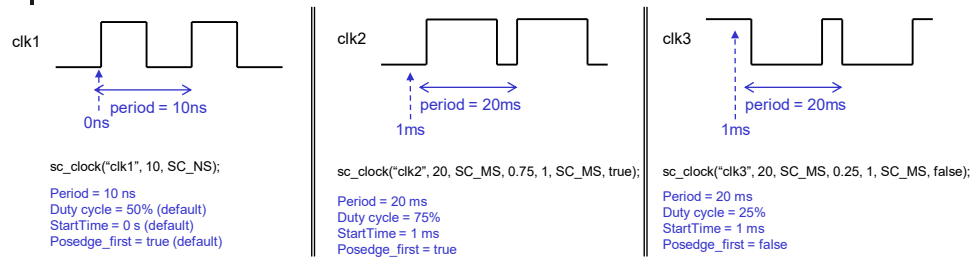 clk1
period = 10ns
0ns
sc_clock(“clk1”, 10, SC_NS);
Period = 10 ns
Duty cycle = 50% (default)
StartTime = 0 s (default)
Posedge_first = true (default)
clk2
period = 20ms
1ms
sc_clock(“clk2”, 20, SC_MS, 0.75, 1, SC_MS, true);
Period = 20 ms
Duty cycle = 75%
StartTime = 1 ms
Posedge_first = true
clk3
period = 20ms
1ms
sc_clock(“clk3”, 20, SC_MS, 0.25, 1, SC_MS, false);
Period = 20 ms
Duty cycle = 25%
StartTime = 1 ms
Posedge_first = false